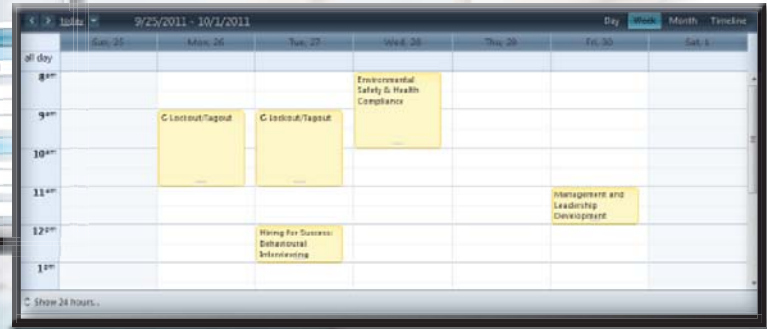 today 9/25/2011 - 10/1/2011 Day Week Month Timeline
Sun, 25 Mon, 26 Tue, 27 Wed, 28 Thu, 29 Fri, 30 Sat, 1
all day
8am
Environmental
Safety & Health
Compliance
9am
Lockout/Tagout
Lockout/Tagout
10am
11am
Management and
Leadership
Development
12pm
Hiring for Success:
Behavioural
Interviewing
1pm
Show 24 hours...